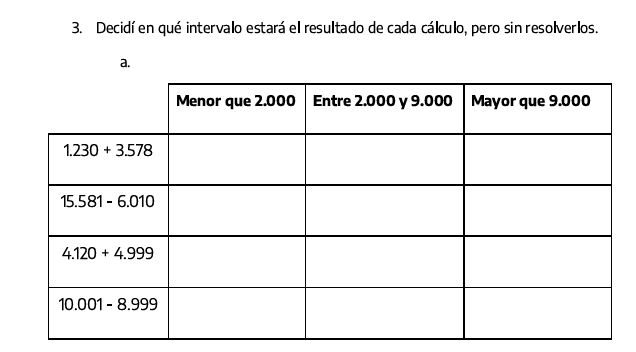 3. Decidí en qué intervalo estará el resultado de cada cálculo, pero sin resolverlos.
a.
Menor que 2.000 Entre 2.000 y 9.000 Mayor que 9.000
1.230 + 3.578
15.581 - 6.010
4.120 + 4.999
10.001 - 8.999